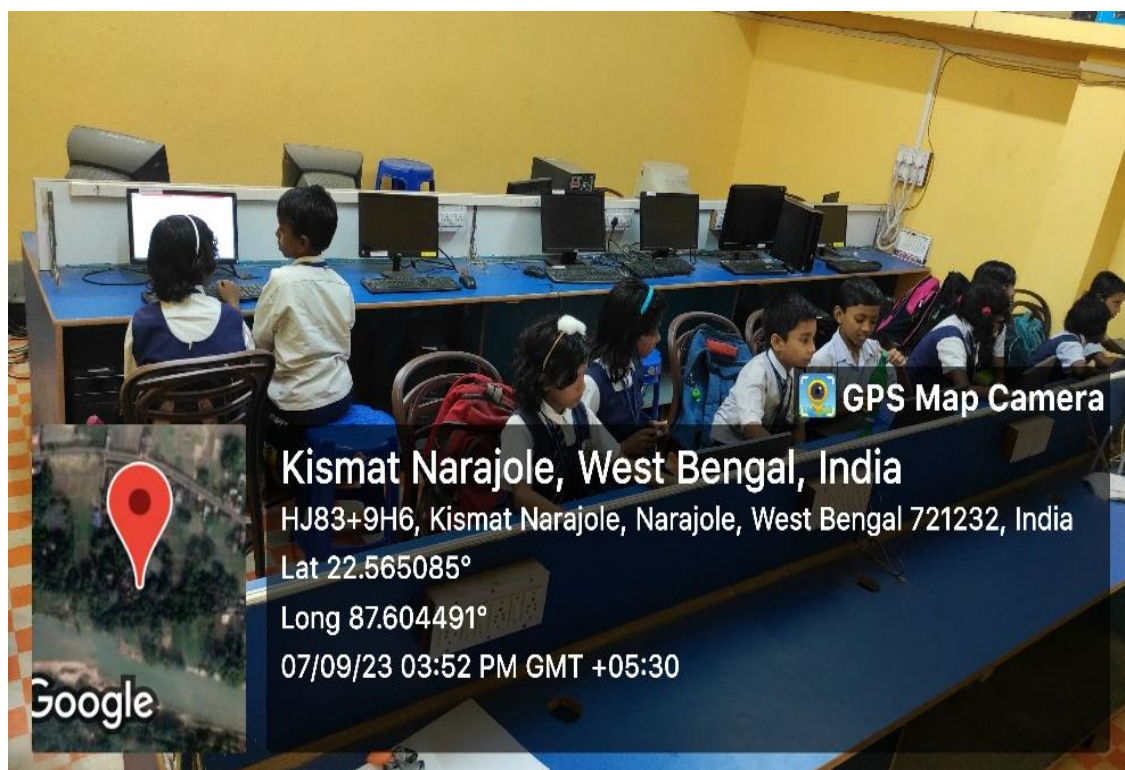 GPS Map Camera
Kismat Narajole, West Bengal, India
HJ83+9H6, Kismat Narajole, Narajole, West Bengal 721232, India
Lat 22.565085°
Long 87.604491°
07/09/23 03:52 PM GMT +05:30
Google